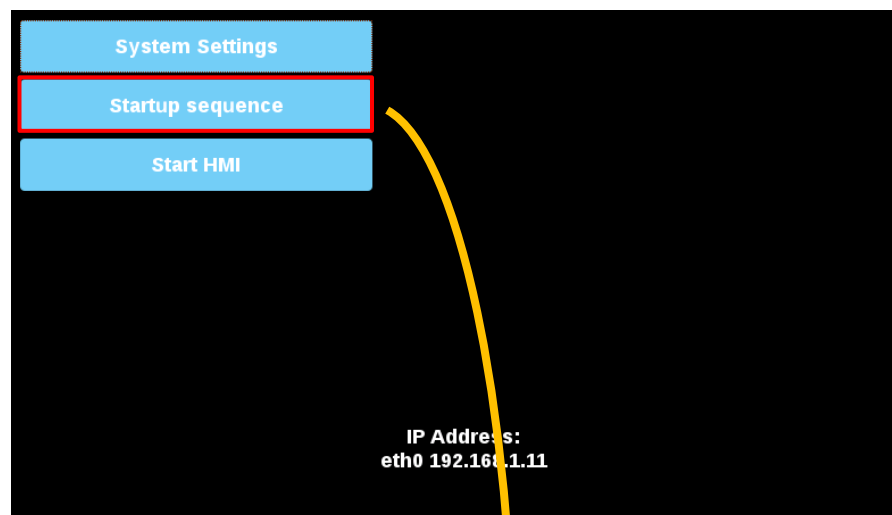 System Settings
Startup sequence
Start HMI
IP Address:
eth0 192.168.1.11